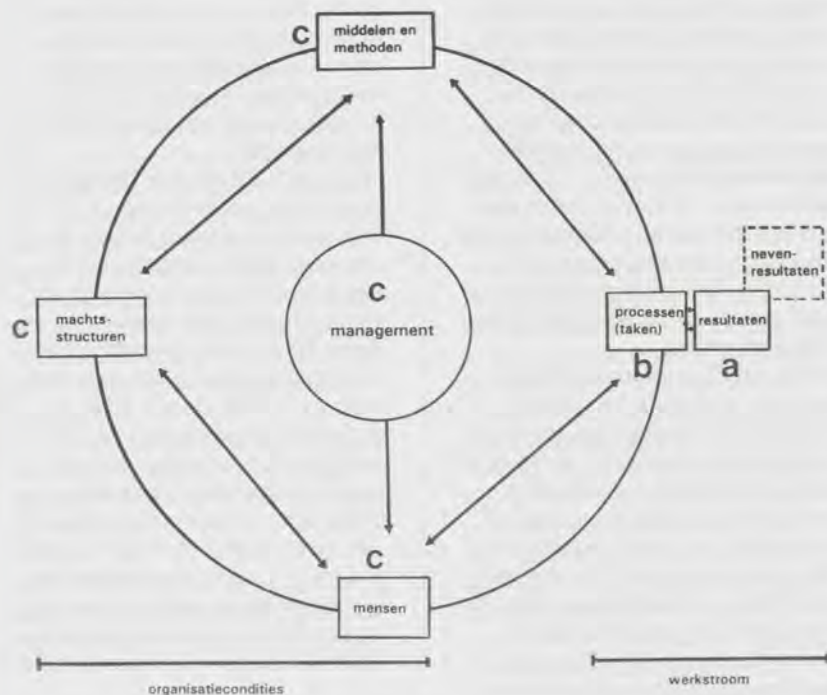 C
middelen en
methoden
neven-
resultaten
C
management
C
machts-
structuren
processen
(taken)
resultaten
b
a
C
mensen
organisatiecondities
werkstroom